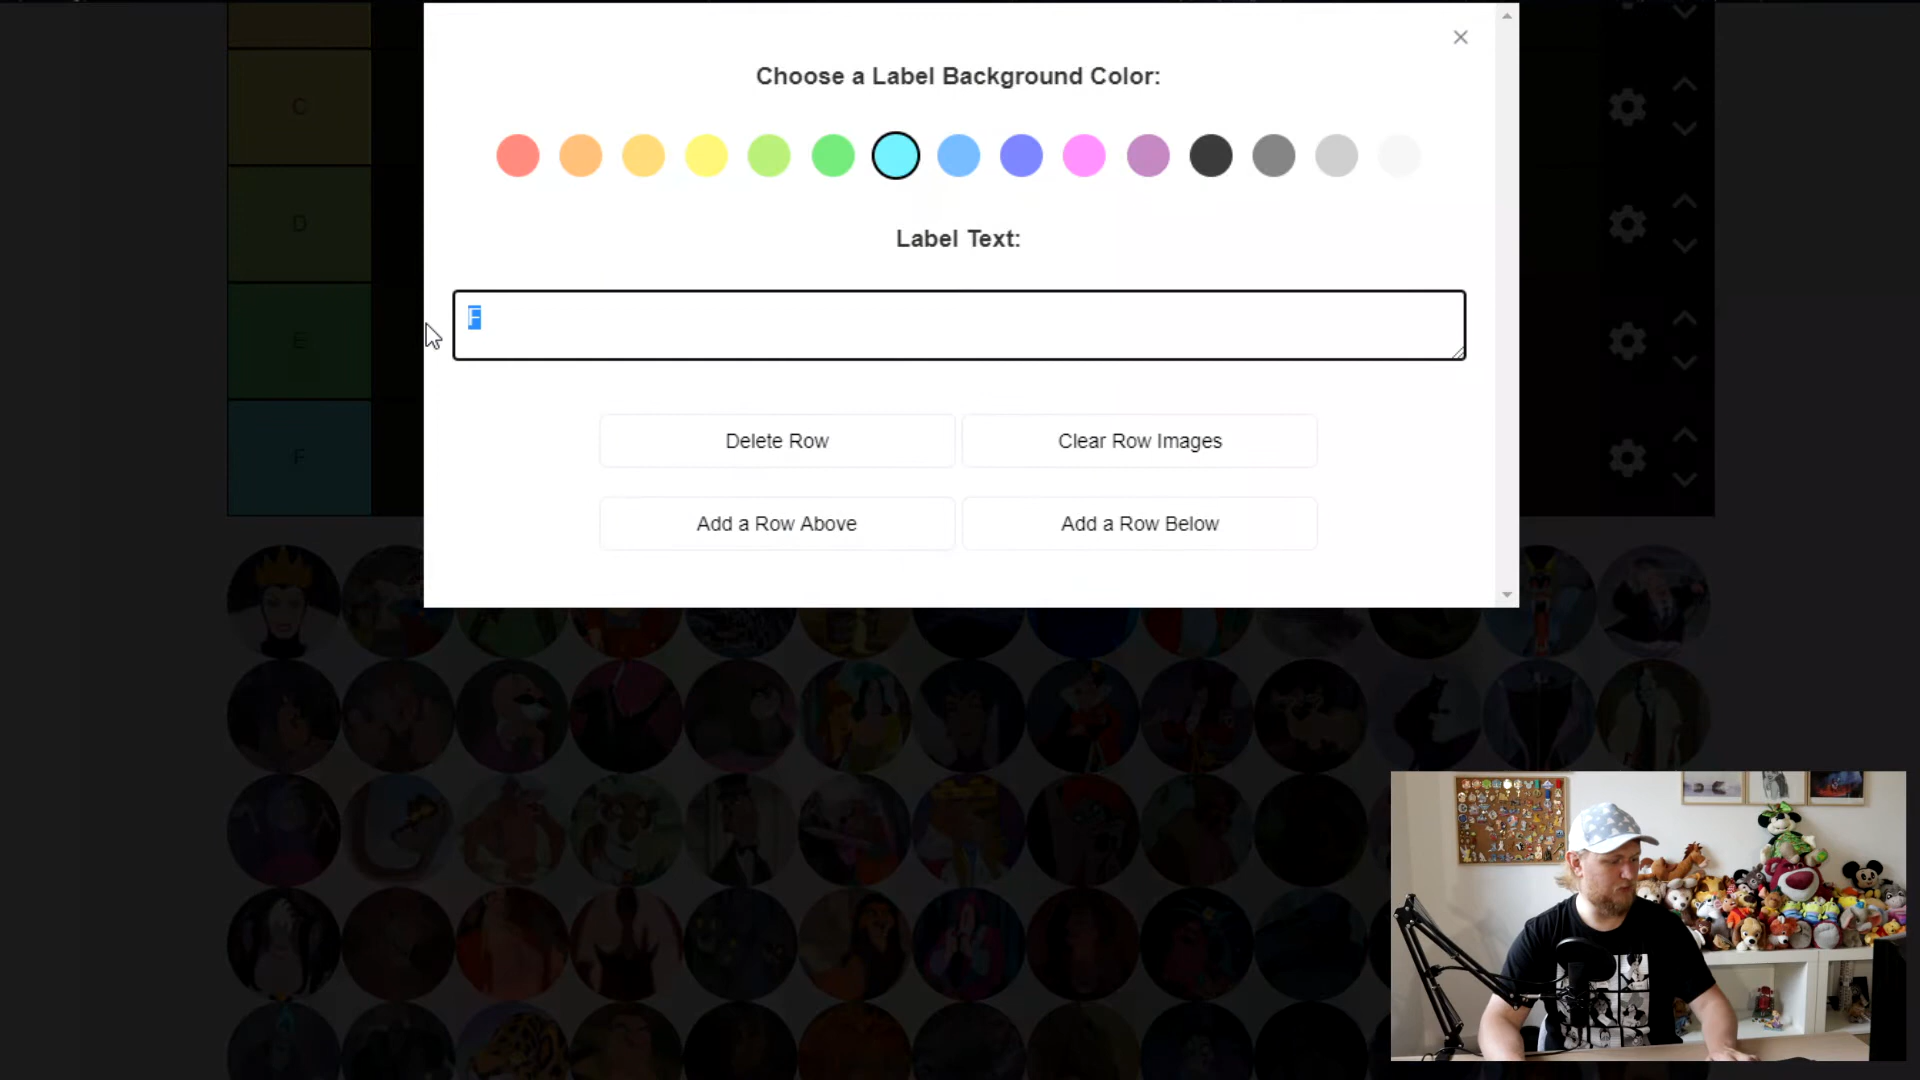 Choose a Label Background Color:
Label Text:
F
Delete Row
Clear Row Images
Add a Row Above
Add a Row Below
C
D
E
F